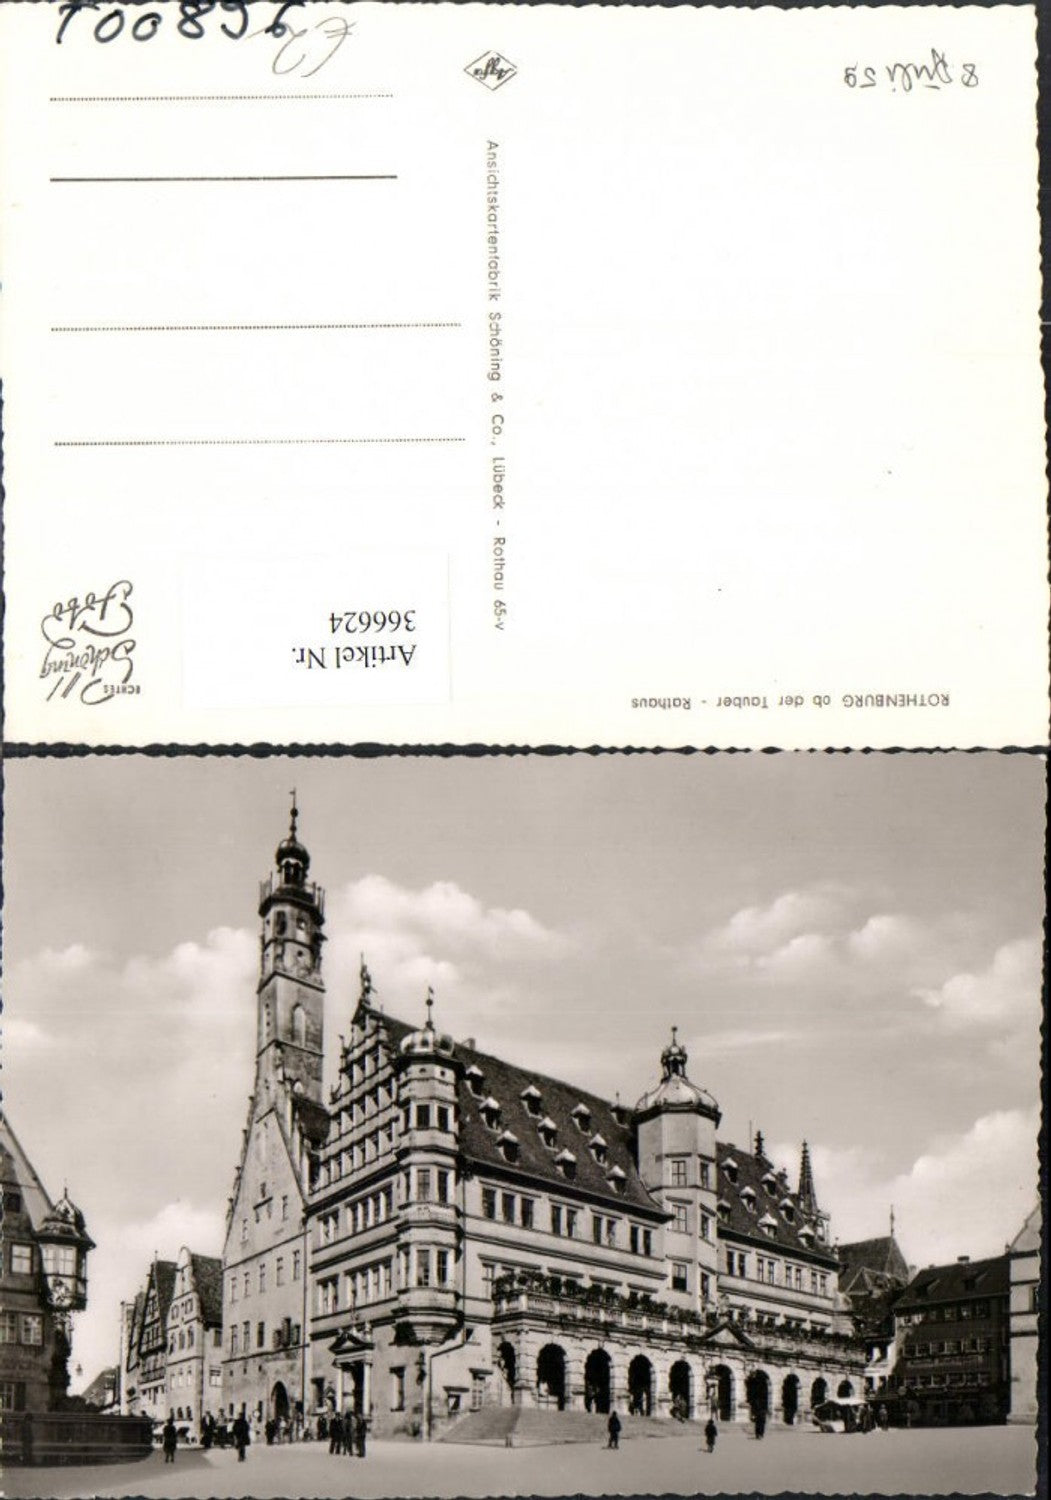 ROTHENBURG ob der Tauber - Rathaus
Artikel Nr.
366624
ECHTES
Schöning
Foto
Ansichtskartenfabrik Schöning & Co., Lübeck - Rothau 65-v
Agfa
8 Juli 59